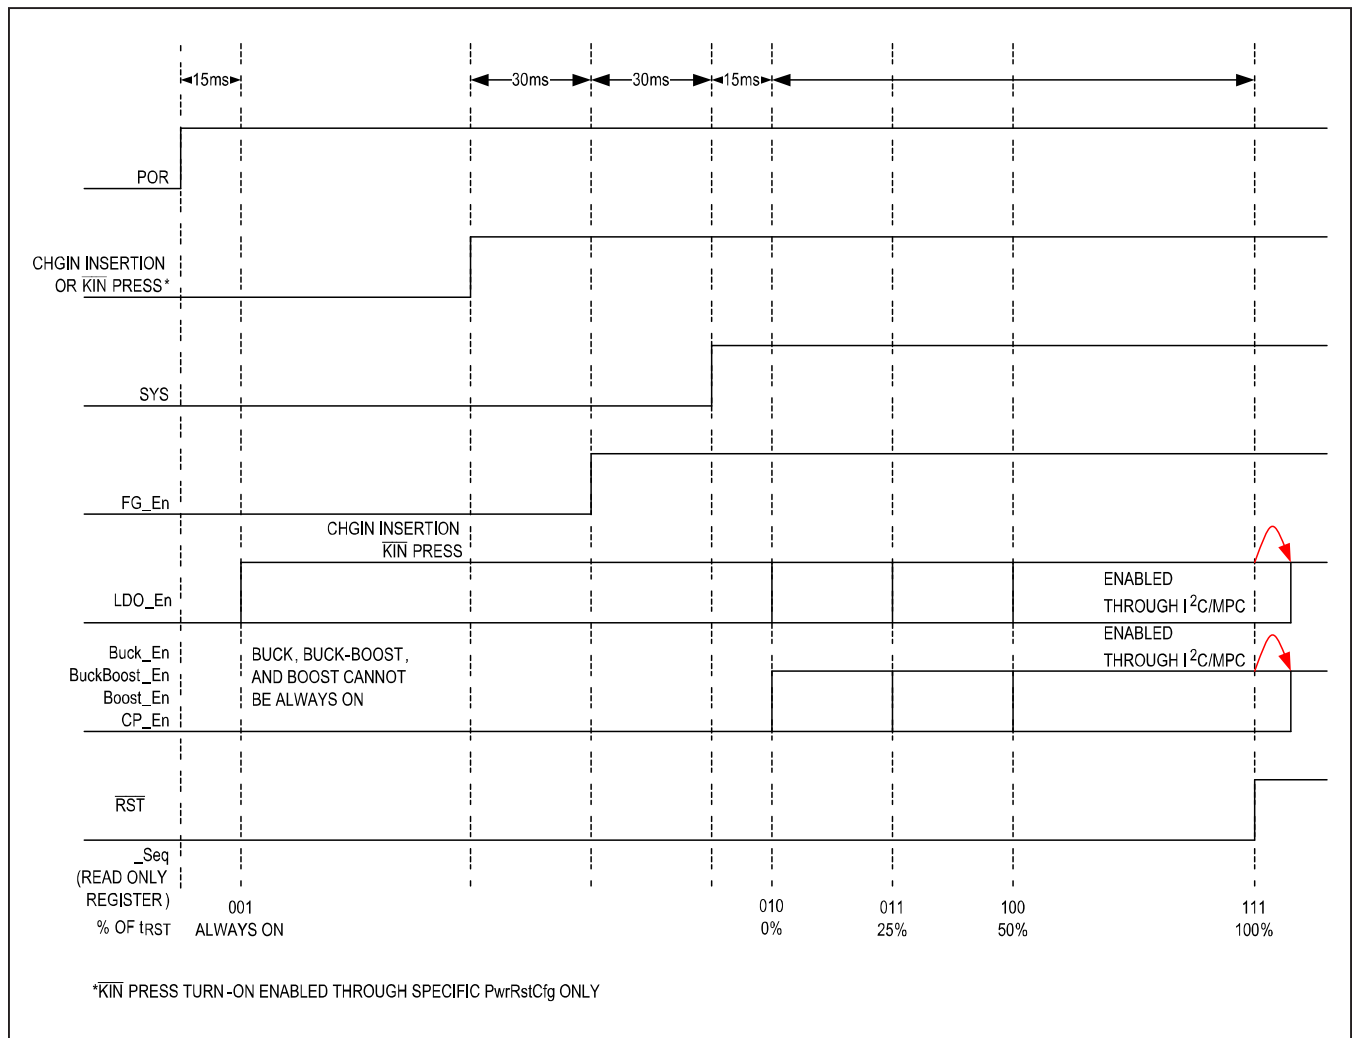 15ms 30ms 30ms 15ms
POR
CHGIN INSERTION
OR KIN PRESS*
SYS
FG_En
CHGIN INSERTION
KIN PRESS
LDO_En
ENABLED
THROUGH I2C/MPC
Buck_En
BuckBoost_En
Boost_En
CP_En
BUCK, BUCK-BOOST,
AND BOOST CANNOT
BE ALWAYS ON
ENABLED
THROUGH I2C/MPC
RST
_Seq
(READ ONLY
REGISTER)
001 010 011 100 111
% OF tRST ALWAYS ON 0% 25% 50% 100%
*KIN PRESS TURN-ON ENABLED THROUGH SPECIFIC PwrRstCfg ONLY